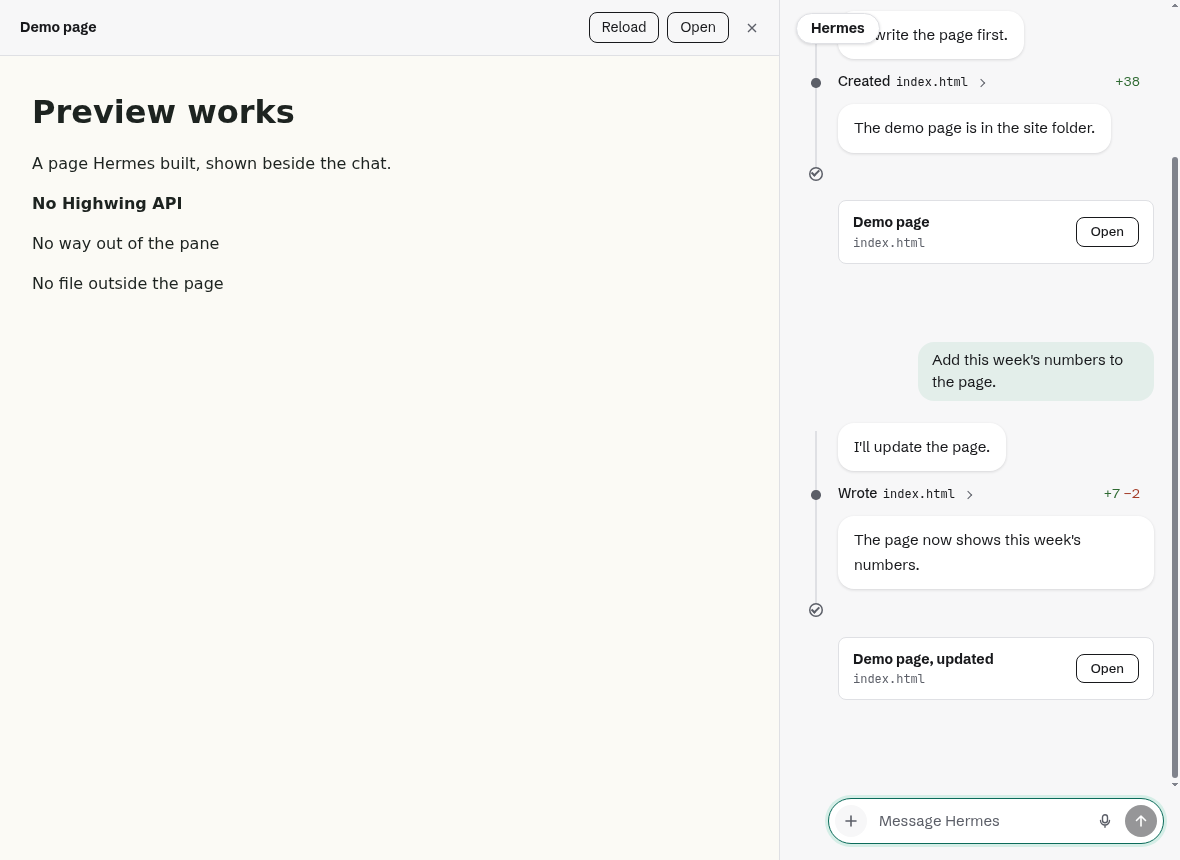 Demo page
Reload
Open
Preview works
A page Hermes built, shown beside the chat.
No Highwing API
No way out of the pane
No file outside the page
Hermes
write the page first.
Created index.html
+38
The demo page is in the site folder.
Demo page
index.html
Open
Add this week's numbers to
the page.
I'll update the page.
Wrote index.html
+7 −2
The page now shows this week's
numbers.
Demo page, updated
index.html
Open
Message Hermes